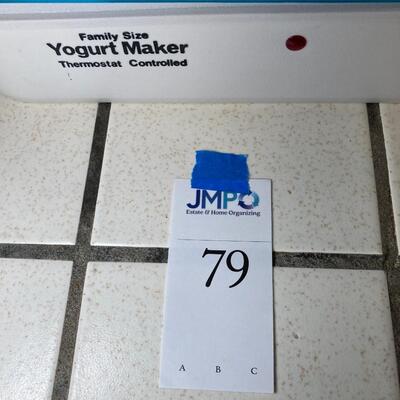 Family Size
Yogurt Maker
Thermostat Controlled
JMPO
Estate & Home Organizing
79
A B C